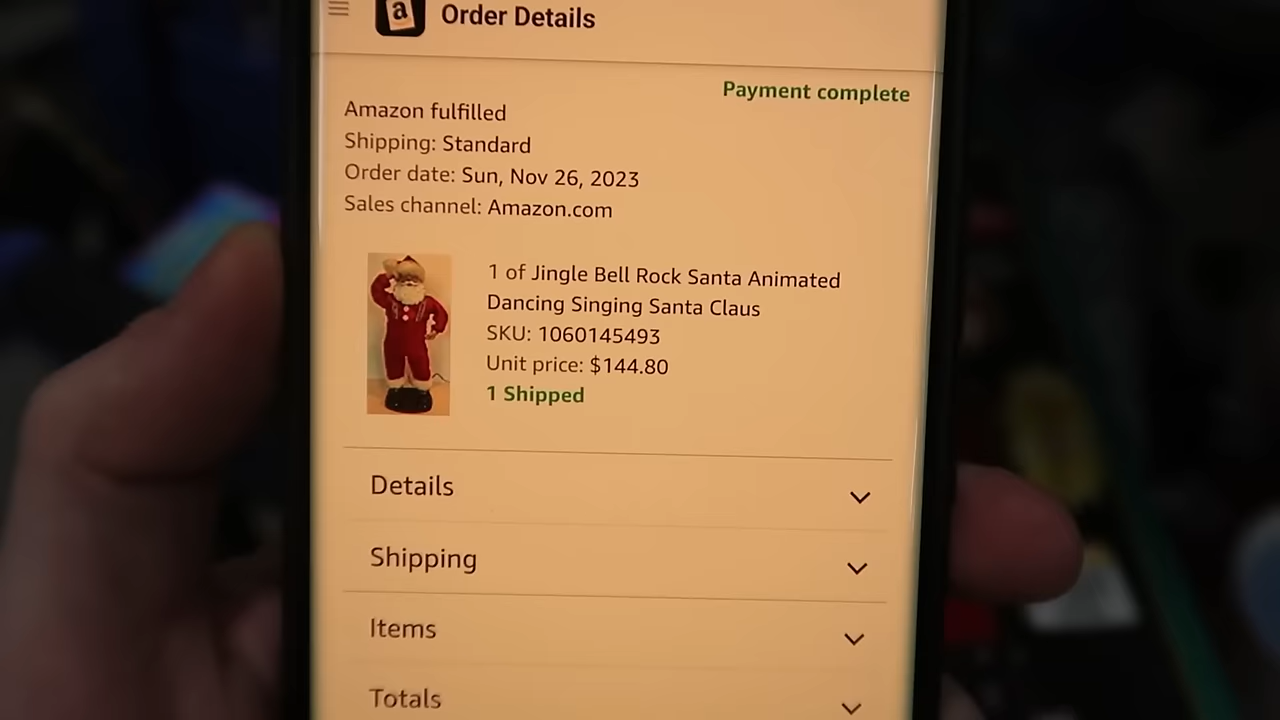 a Order Details
Payment complete
Amazon fulfilled
Shipping: Standard
Order date: Sun, Nov 26, 2023
Sales channel: Amazon.com
1 of Jingle Bell Rock Santa Animated
Dancing Singing Santa Claus
SKU: 1060145493
Unit price: $144.80
1 Shipped
Details
Shipping
Items
Totals